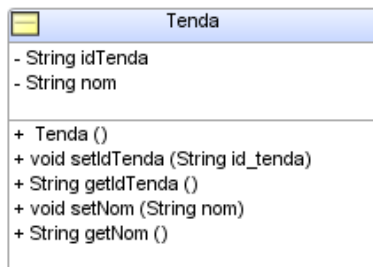 Tenda
- String idTenda
- String nom
+ Tenda ()
+ void setIdTenda (String id_tenda)
+ String getIdTenda ()
+ void setNom (String nom)
+ String getNom ()